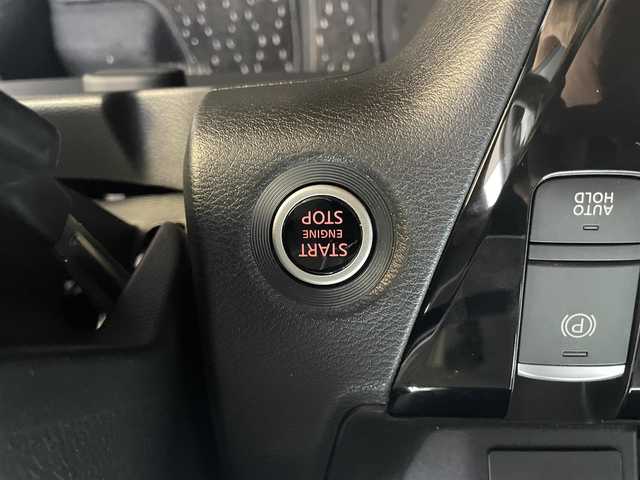 START
ENGINE
STOP
AUTO
HOLD
(P)